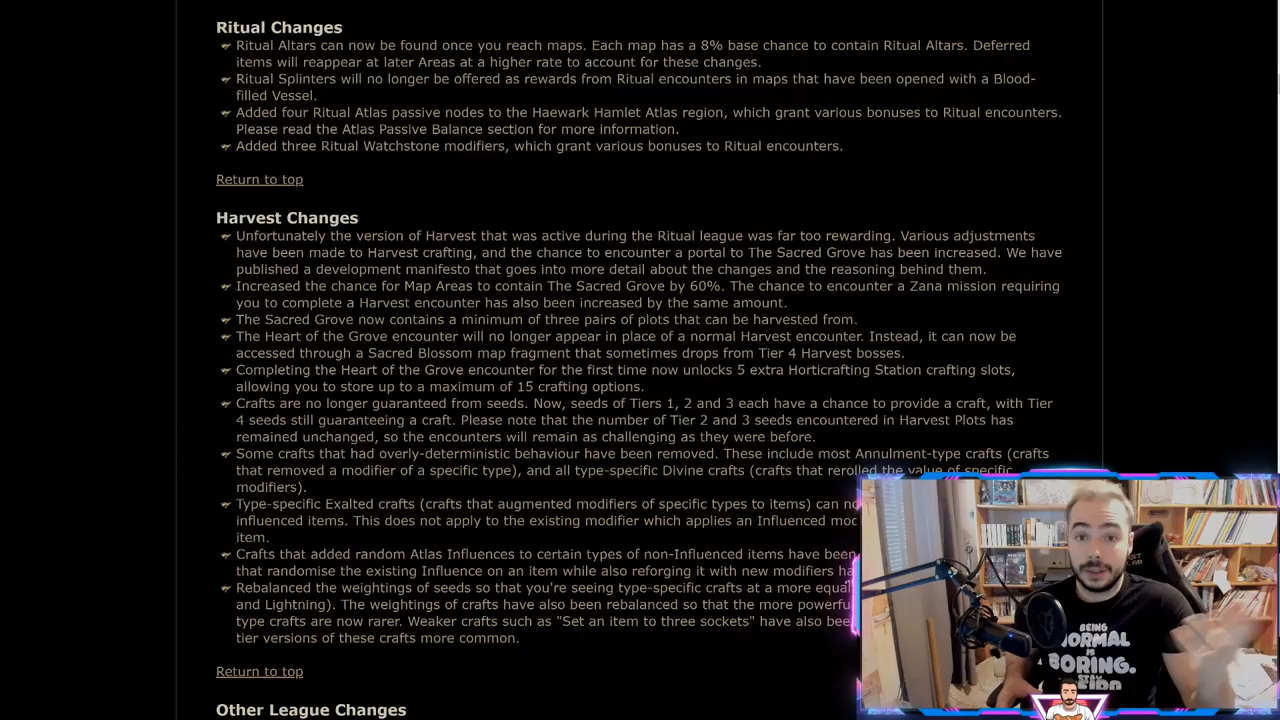 Ritual Changes
Ritual Altars can now be found once you reach maps. Each map has a 8% base chance to contain Ritual Altars. Deferred
items will reappear at later Areas at a higher rate to account for these changes.
Ritual Splinters will no longer be offered as rewards from Ritual encounters in maps that have been opened with a Blood-
filled Vessel.
Added four Ritual Atlas passive nodes to the Haewark Hamlet Atlas region, which grant various bonuses to Ritual encounters.
Please read the Atlas Passive Balance section for more information.
Added three Ritual Watchstone modifiers, which grant various bonuses to Ritual encounters.
Return to top
Harvest Changes
Unfortunately the version of Harvest that was active during the Ritual league was far too rewarding. Various adjustments
have been made to Harvest crafting, and the chance to encounter a portal to The Sacred Grove has been increased. We have
published a development manifesto that goes into more detail about the changes and the reasoning behind them.
Increased the chance for Map Areas to contain The Sacred Grove by 60%. The chance to encounter a Zana mission requiring
you to complete a Harvest encounter has also been increased by the same amount.
The Sacred Grove now contains a minimum of three pairs of plots that can be harvested from.
The Heart of the Grove encounter will no longer appear in place of a normal Harvest encounter. Instead, it can now be
accessed through a Sacred Blossom map fragment that sometimes drops from Tier 4 Harvest bosses.
Completing the Heart of the Grove encounter for the first time now unlocks 5 extra Horticrafting Station crafting slots,
allowing you to store up to a maximum of 15 crafting options.
Crafts are no longer guaranteed from seeds. Now, seeds of Tiers 1, 2 and 3 each have a chance to provide a craft, with Tier
4 seeds still guaranteeing a craft. Please note that the number of Tier 2 and 3 seeds encountered in Harvest Plots has
remained unchanged, so the encounters will remain as challenging as they were before.
Some crafts that had overly-deterministic behaviour have been removed. These include most Annulment-type crafts (crafts
that removed a modifier of a specific type), and all type-specific Divine crafts (crafts that rerolled the value of specific
modifiers).
Type-specific Exalted crafts (crafts that augmented modifiers of specific types to items) can
influenced items. This does not apply to the existing modifier which applies an Influenced
item.
Crafts that added random Atlas Influences to certain types of non-Influenced items have been
that randomise the existing Influence on an item while also reforging it with new modifiers
Rebalanced the weightings of seeds so that you're seeing type-specific crafts at a more
and Lightning). The weightings of crafts have also been rebalanced so that the more
type crafts are now rarer. Weaker crafts such as "Set an item to three sockets" have also
tier versions of these crafts more common.
Return to top
Other League Changes
BEING
NORMAL
IS
BORING.